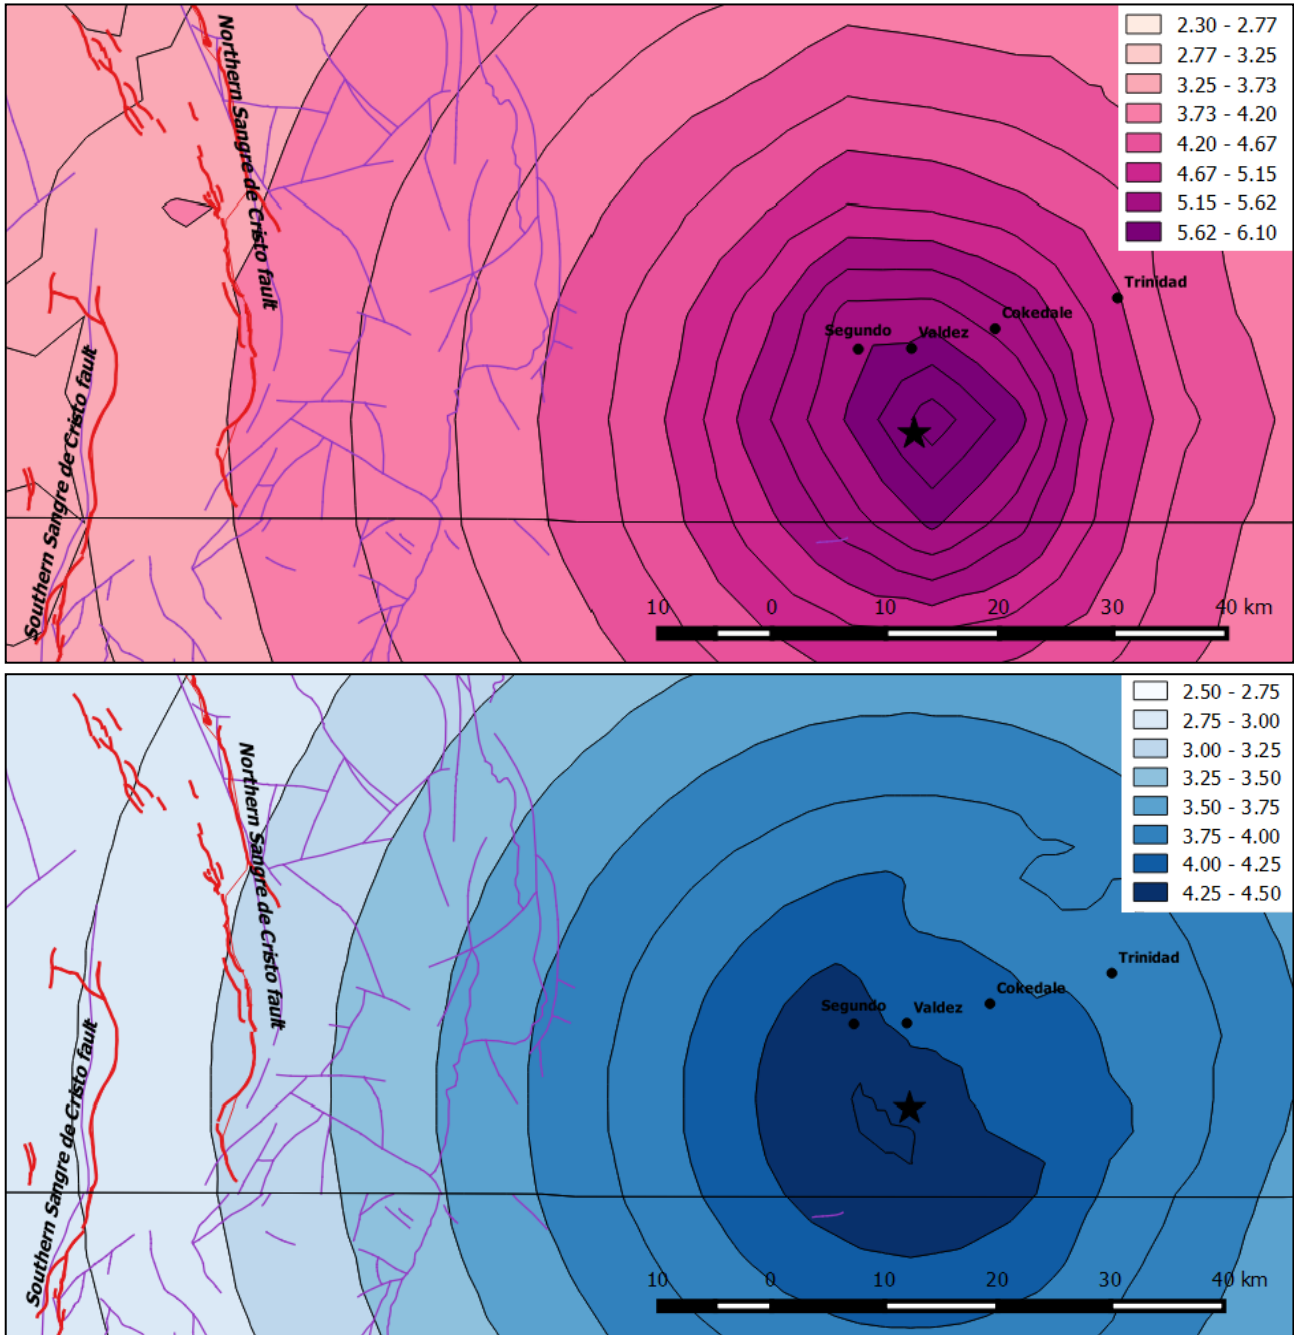 2.30 - 2.77
2.77 - 3.25
3.25 - 3.73
3.73 - 4.20
4.20 - 4.67
4.67 - 5.15
5.15 - 5.62
5.62 - 6.10
Northern Sangre de Cristo fault
Southern Sangre de Cristo fault
Trinidad
Cokedale
Segundo
Valdez
10 0 10 20 30 40 km
2.50 - 2.75
2.75 - 3.00
3.00 - 3.25
3.25 - 3.50
3.50 - 3.75
3.75 - 4.00
4.00 - 4.25
4.25 - 4.50
Northern Sangre de Cristo fault
Southern Sangre de Cristo fault
Trinidad
Cokedale
Segundo
Valdez
10 0 10 20 30 40 km